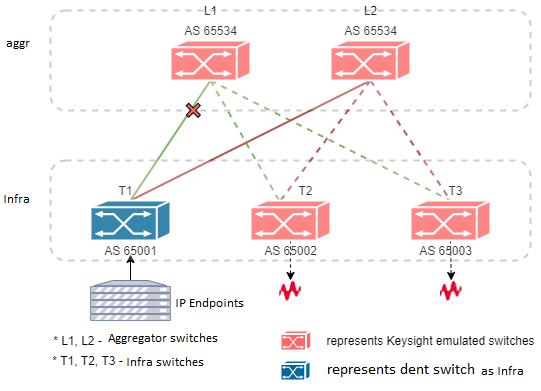 L1 L2
AS 65534 AS 65534
aggr
Infra
T1 T2 T3
AS 65001 AS 65002 AS 65003
IP Endpoints
* L1, L2 - Aggregator switches
* T1, T2, T3 - Infra switches
represents Keysight emulated switches
represents dent switch as Infra